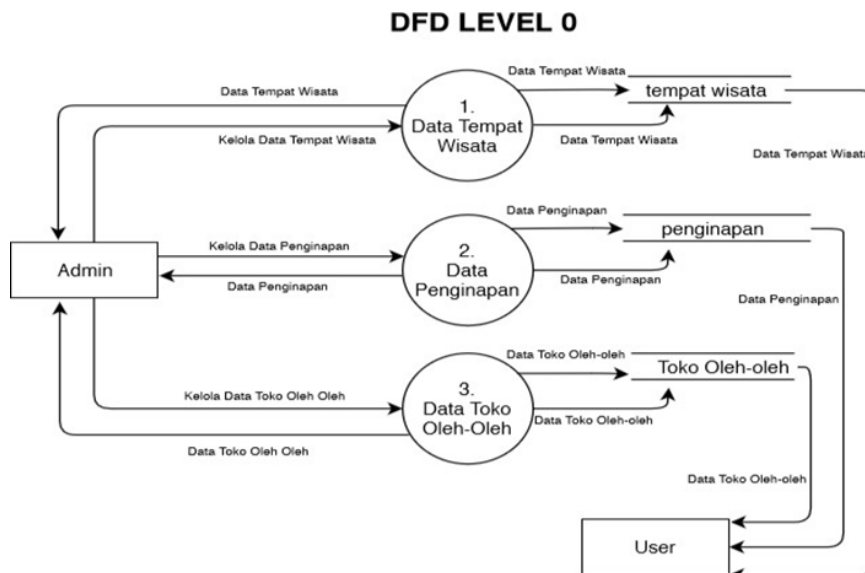 DFD LEVEL 0
Data Tempat Wisata
Data Tempat Wisata
tempat wisata
1.
Data Tempat
Wisata
Kelola Data Tempat Wisata
Data Tempat Wisata
Data Tempat Wisata
Data Penginapan
penginapan
Kelola Data Penginapan
2.
Data
Penginapan
Admin
Data Penginapan
Data Penginapan
Data Penginapan
Data Toko Oleh-oleh
Toko Oleh-oleh
Kelola Data Toko Oleh Oleh
3.
Data Toko
Oleh-Oleh
Data Toko Oleh-oleh
Data Toko Oleh Oleh
Data Toko Oleh-oleh
User